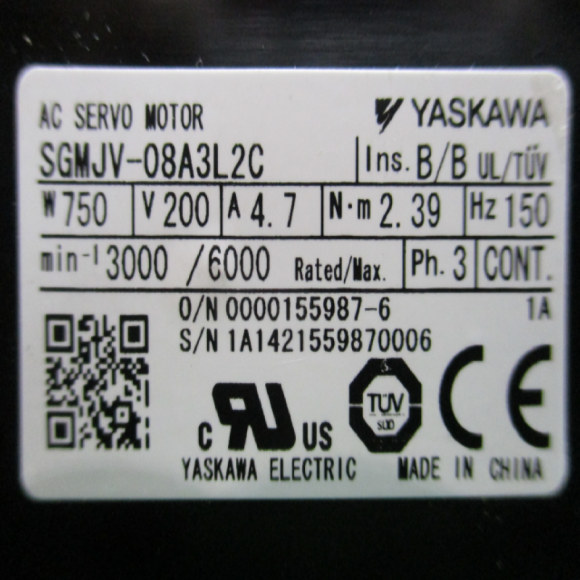 AC SERVO MOTOR YASKAWA
SGMJV-08A3L2C Ins. B/B UL/TÜV
W 750 V 200 A 4.7 N·m 2.39 Hz 150
min-1 3000 /6000 Rated/Max. Ph. 3 CONT.
O/N 0000155987-6 1A
S/N 1A1421559870006
C RU US TÜV SÜD CE
YASKAWA ELECTRIC MADE IN CHINA